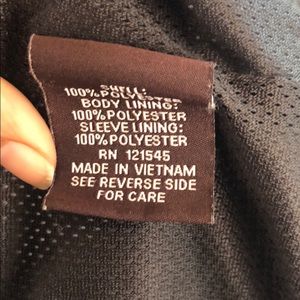 SHELL:
100% POLYESTER
BODY LINING:
100% POLYESTER
SLEEVE LINING:
100% POLYESTER
RN 121545
MADE IN VIETNAM
SEE REVERSE SIDE
FOR CARE